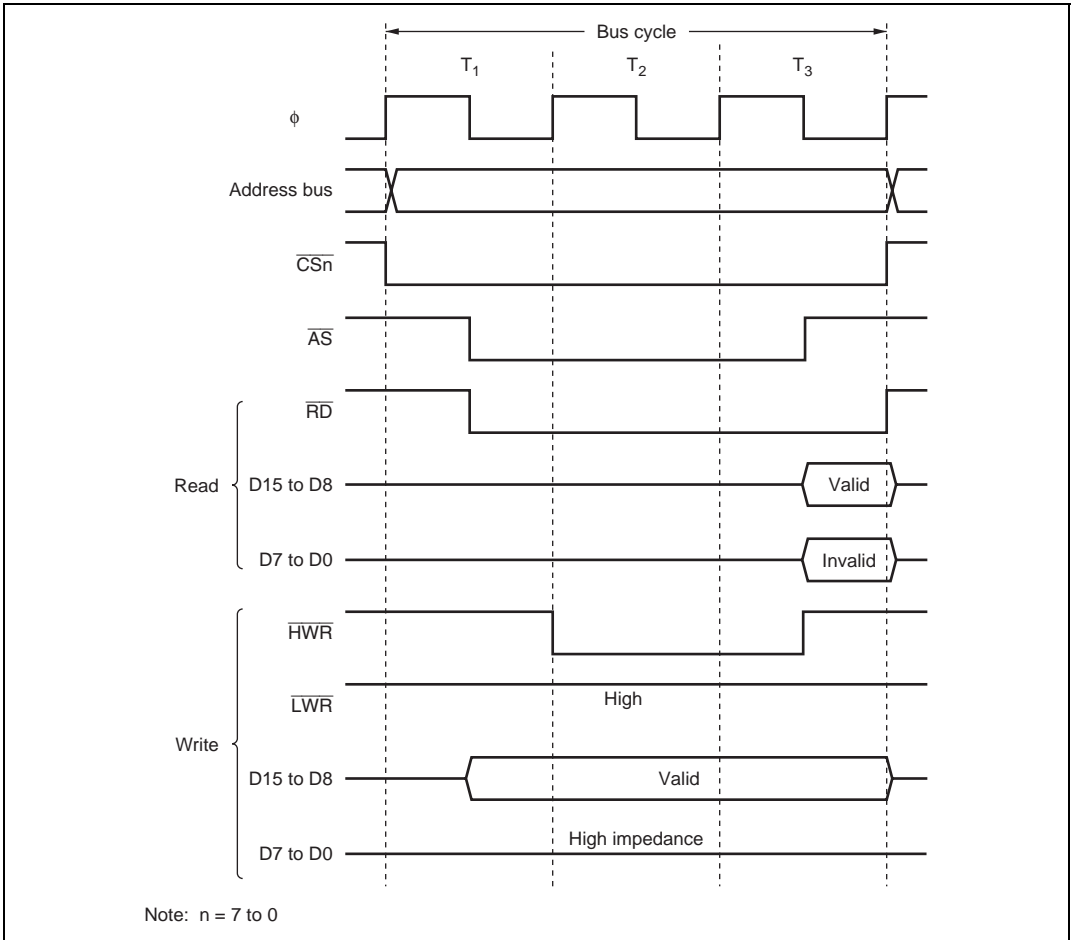 Bus cycle
T1 T2 T3
φ
Address bus
CSn
AS
RD
Read
D15 to D8 Valid
D7 to D0 Invalid
HWR
LWR High
Write
D15 to D8 Valid
D7 to D0 High impedance
Note: n = 7 to 0